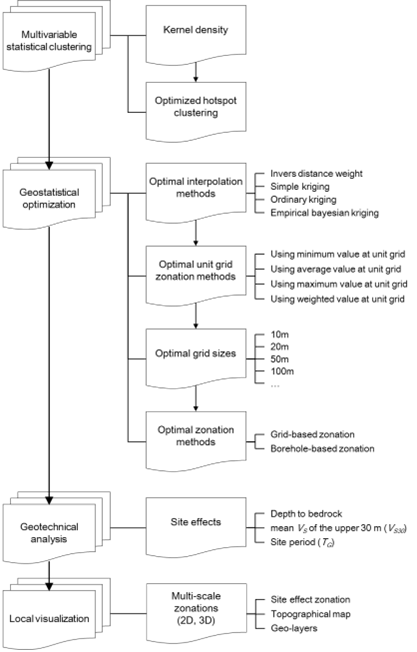 Multivariable
statistical clustering
Kernel density
Optimized hotspot
clustering
Geostatistical
optimization
Optimal interpolation
methods
Invers distance weight
Simple kriging
Ordinary kriging
Empirical bayesian kriging
Optimal unit grid
zonation methods
Using minimum value at unit grid
Using average value at unit grid
Using maximum value at unit grid
Using weighted value at unit grid
Optimal grid sizes
10m
20m
50m
100m
…
Optimal zonation
methods
Grid-based zonation
Borehole-based zonation
Geotechnical
analysis
Site effects
Depth to bedrock
mean VS of the upper 30 m (VS30)
Site period (TG)
Local visualization
Multi-scale
zonations
(2D, 3D)
Site effect zonation
Topographical map
Geo-layers